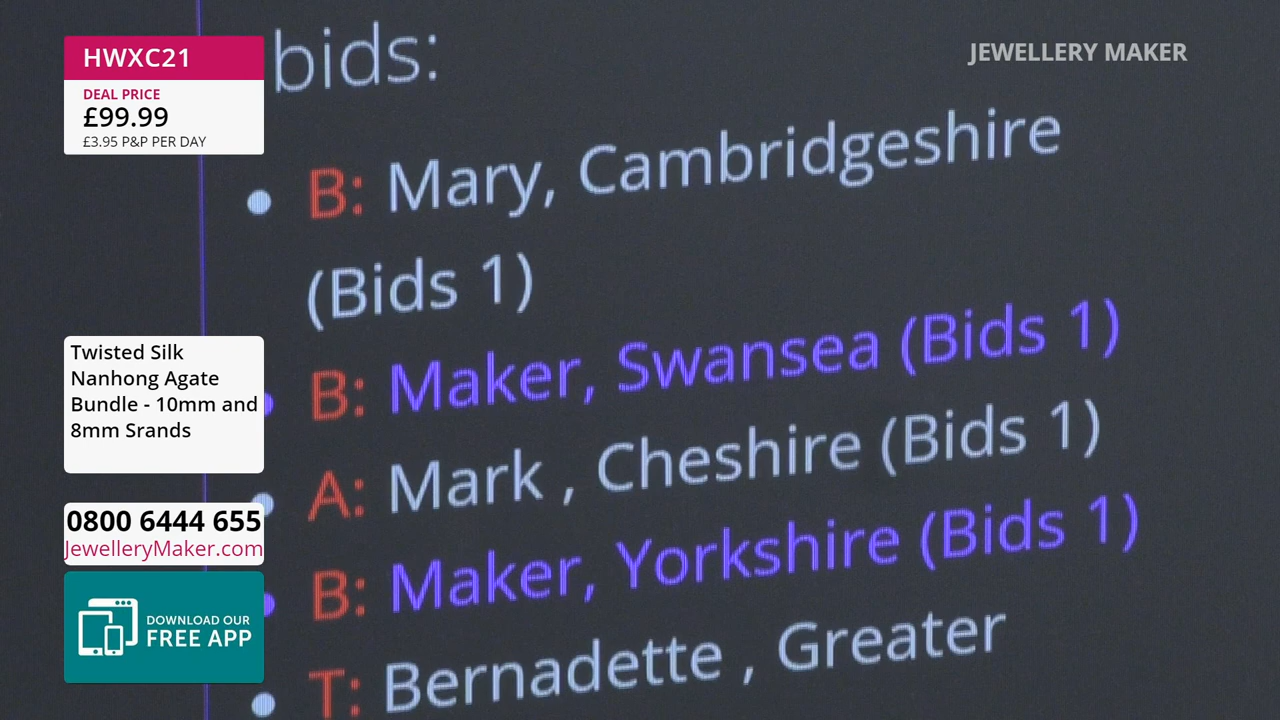 HWXC21
DEAL PRICE
£99.99
£3.95 P&P PER DAY
JEWELLERY MAKER
bids:
B: Mary, Cambridgeshire
(Bids 1)
B: Maker, Swansea (Bids 1)
A: Mark , Cheshire (Bids 1)
B: Maker, Yorkshire (Bids 1)
T: Bernadette , Greater
Twisted Silk
Nanhong Agate
Bundle - 10mm and
8mm Srands
0800 6444 655
JewelleryMaker.com
DOWNLOAD OUR
FREE APP